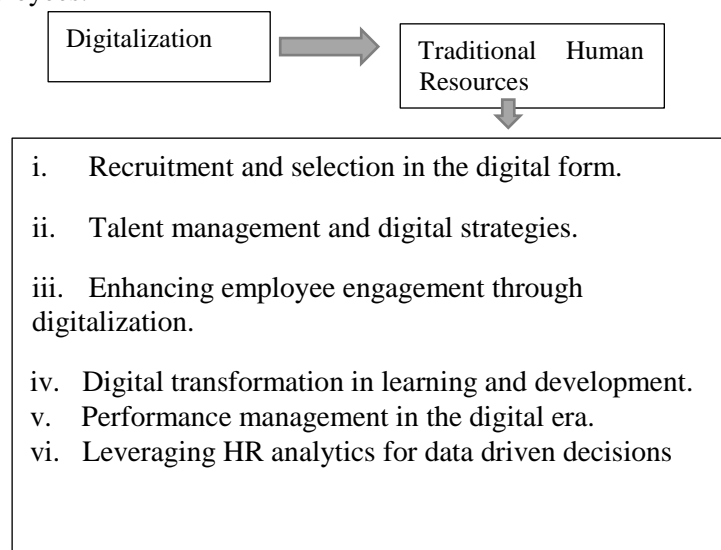 Digitalization
Traditional Human
Resources
i. Recruitment and selection in the digital form.
ii. Talent management and digital strategies.
iii. Enhancing employee engagement through
digitalization.
iv. Digital transformation in learning and development.
v. Performance management in the digital era.
vi. Leveraging HR analytics for data driven decisions